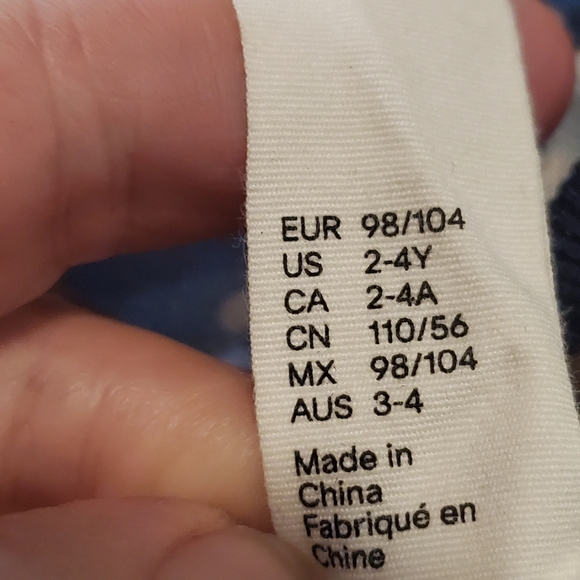 EUR 98/104
US 2-4Y
CA 2-4A
CN 110/56
MX 98/104
AUS 3-4
Made in
China
Fabriqué en
Chine